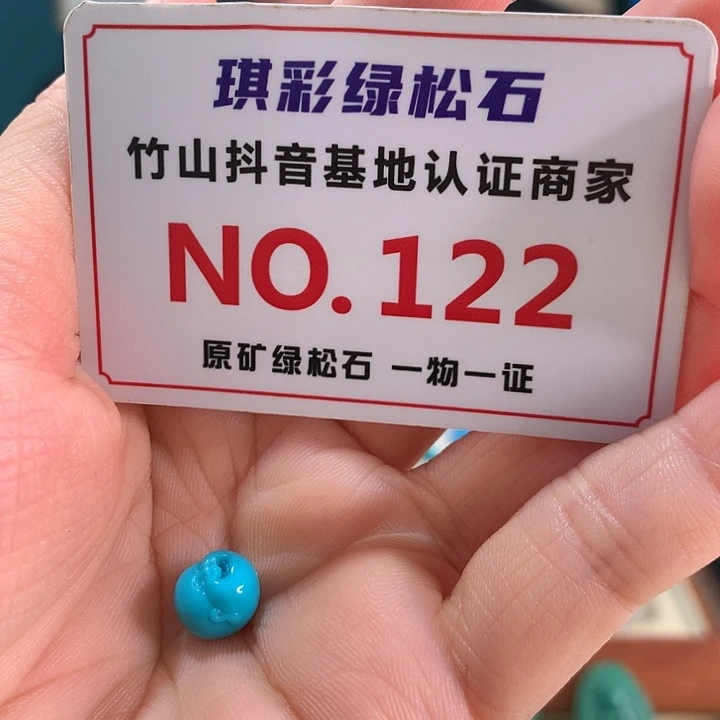 琪彩绿松石
竹山抖音基地认证商家
NO.122
原矿绿松石 一物一证